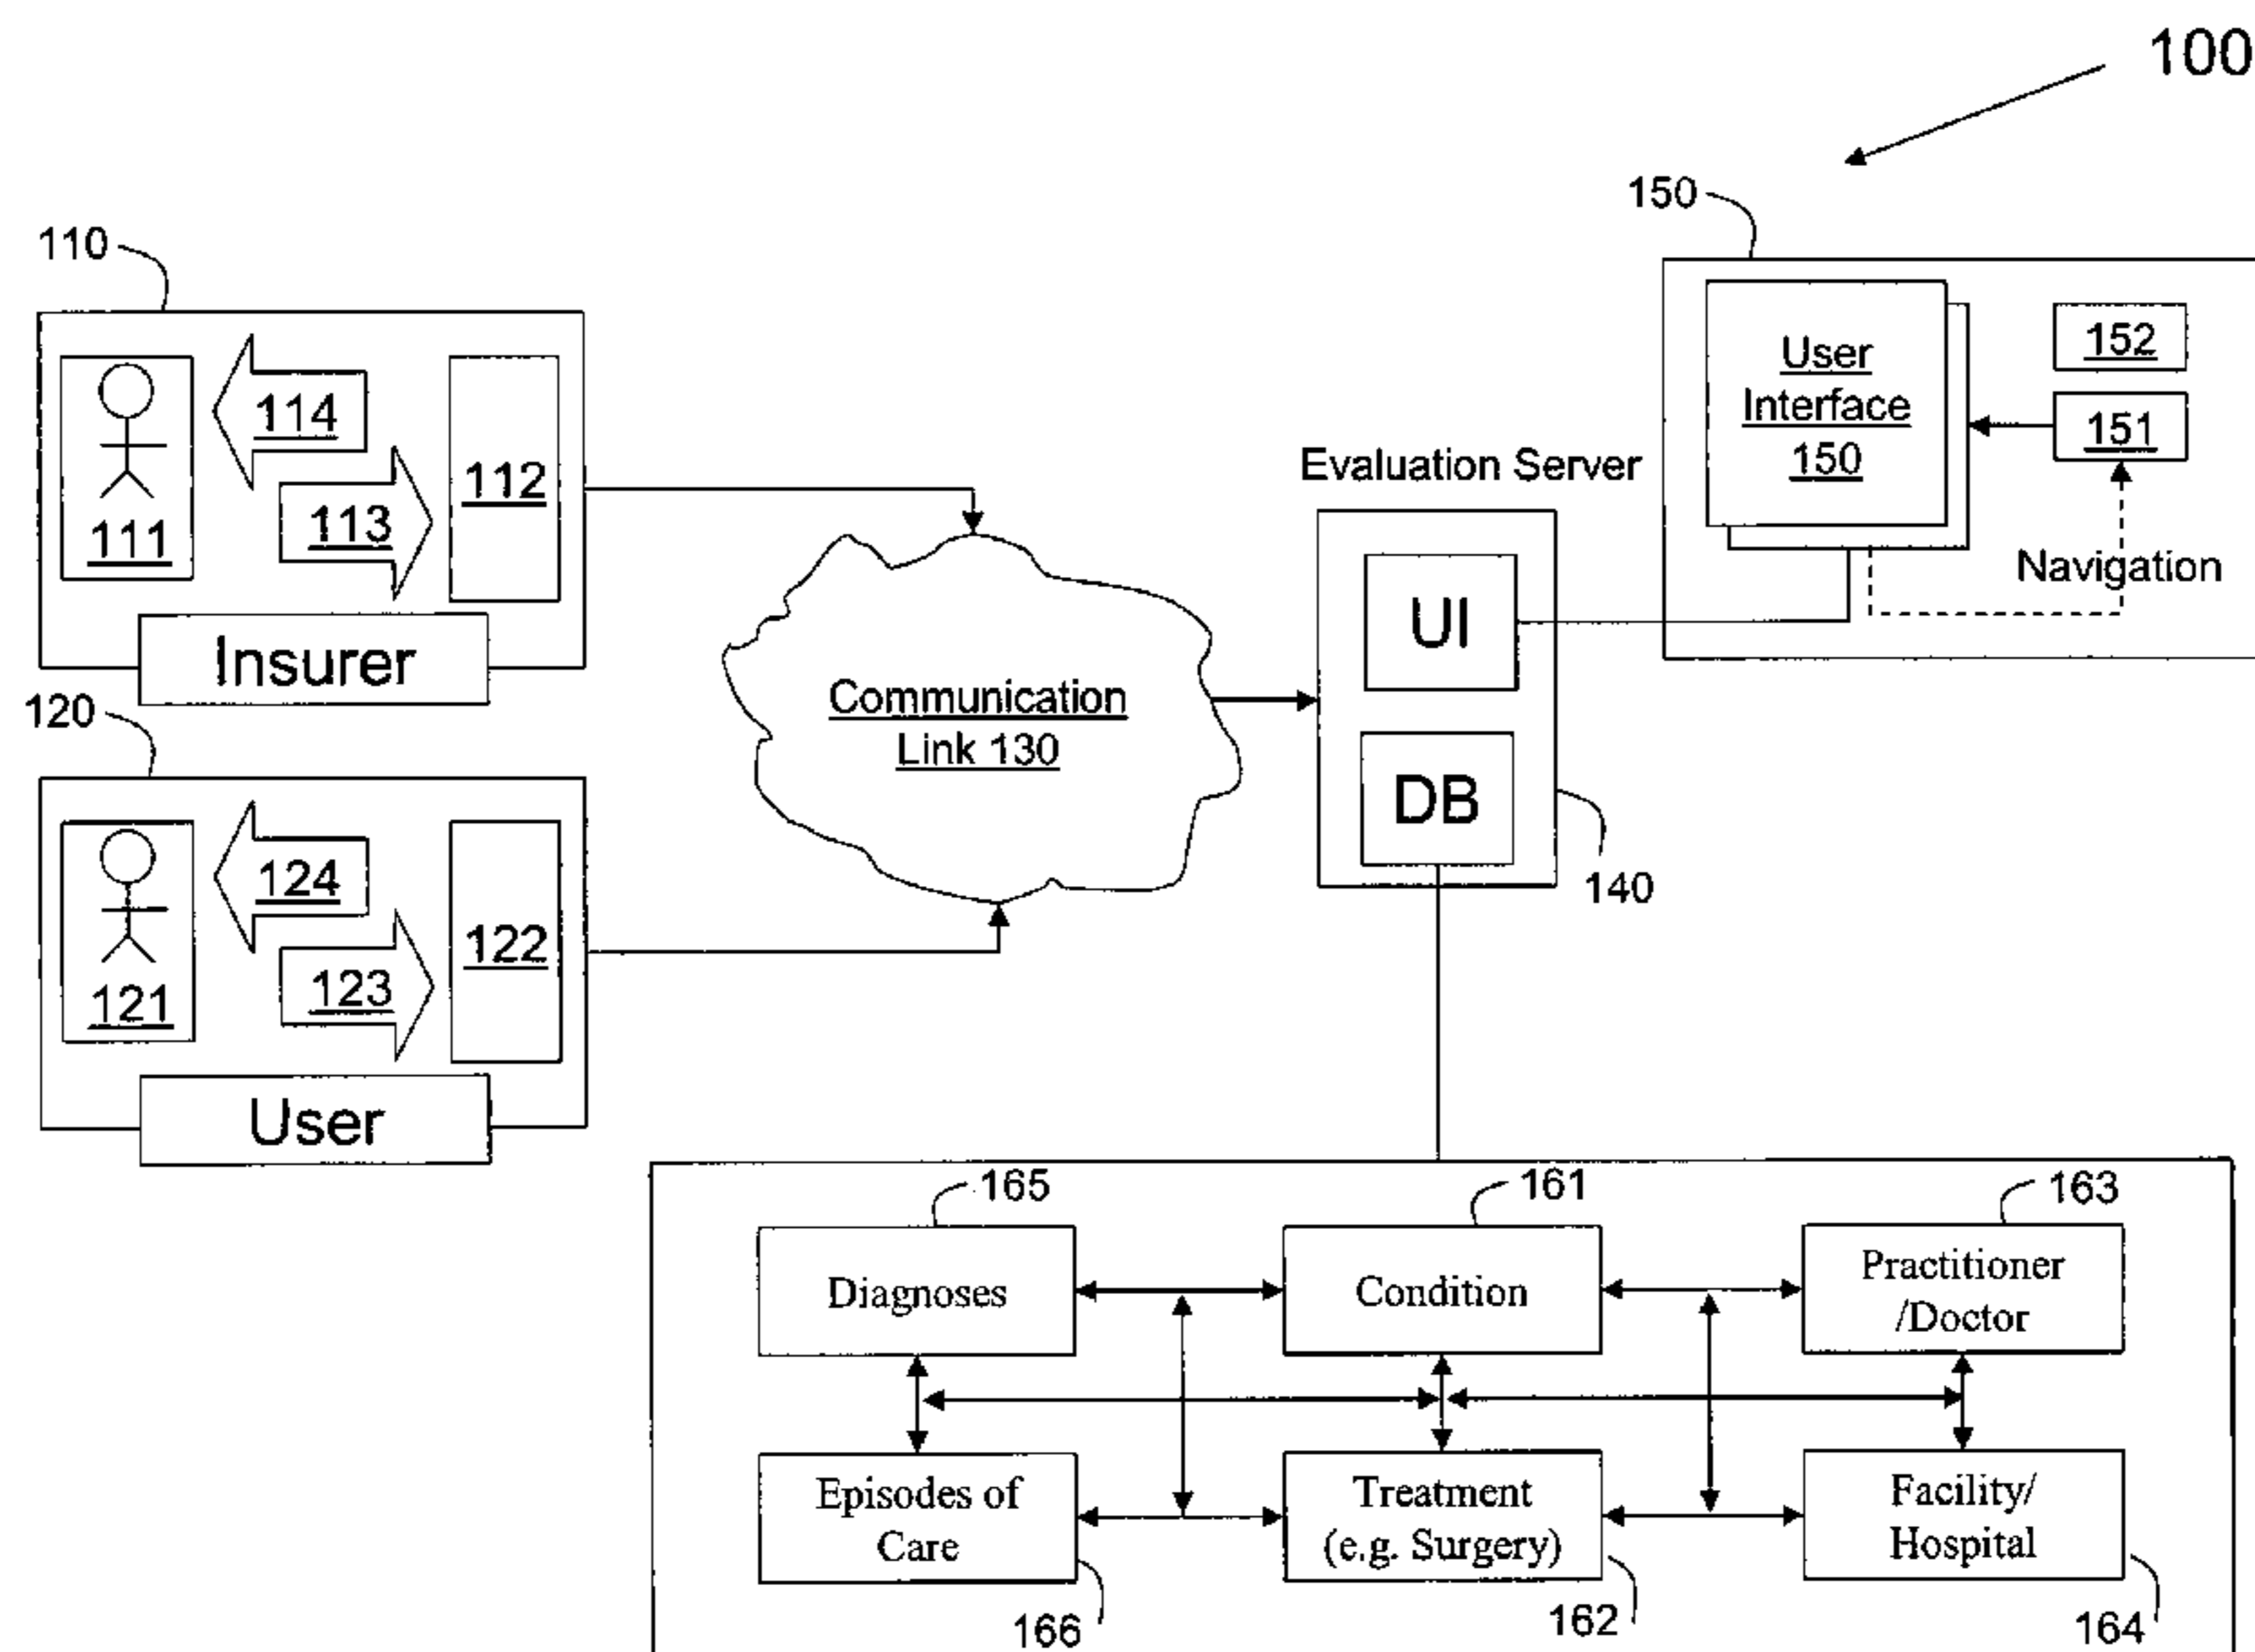 100
150
110
152
User
Interface
150
151
114
112
113
111
Evaluation Server
Navigation
UI
Insurer
Communication
Link 130
120
DB
140
124
122
123
121
User
165
161
163
Diagnoses
Condition
Practitioner
/Doctor
Episodes of
Care
Treatment
(e.g. Surgery)
Facility/
Hospital
166
162
164